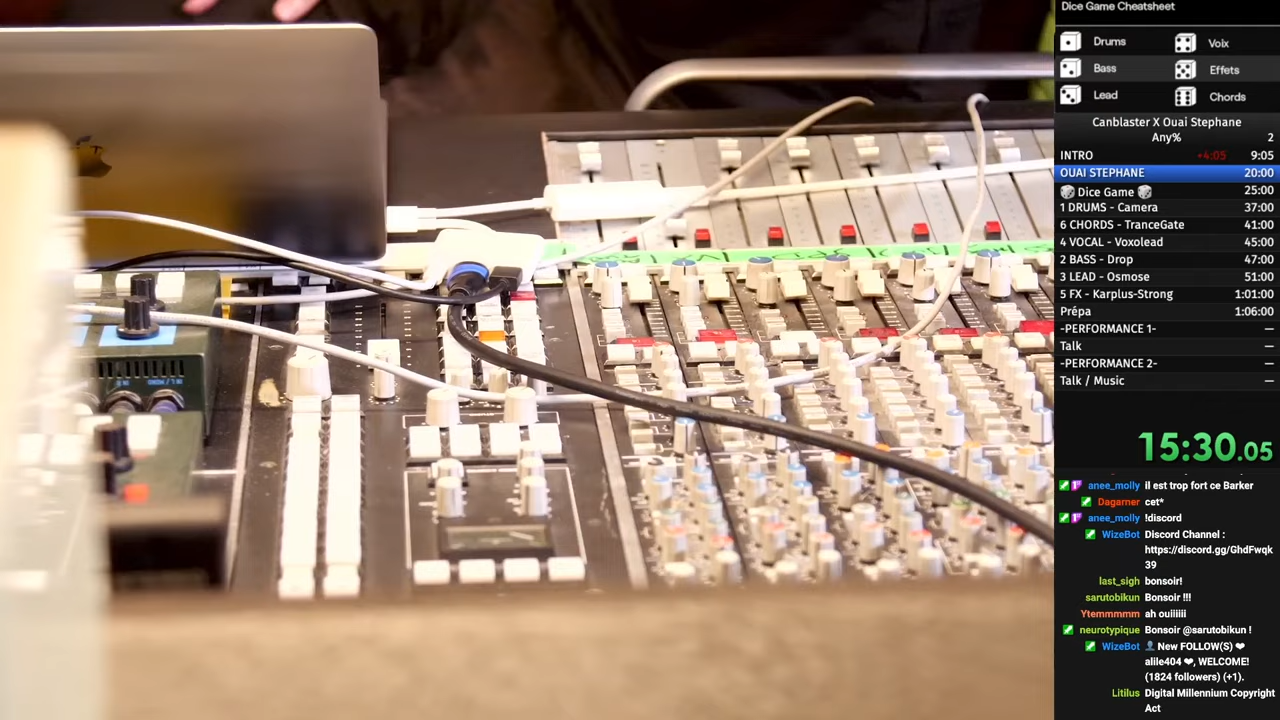 Dice Game Cheatsheet
Drums
Voix
Bass
Effets
Lead
Chords
Canblaster X Ouai Stephane
Any% 2
INTRO +4:05 9:05
OUAI STEPHANE 20:00
🎲 Dice Game 🎲 25:00
1 DRUMS - Camera 37:00
6 CHORDS - TranceGate 41:00
4 VOCAL - Voxolead 45:00
2 BASS - Drop 47:00
3 LEAD - Osmose 51:00
5 FX - Karplus-Strong 1:01:00
Prépa 1:06:00
-PERFORMANCE 1- —
Talk —
-PERFORMANCE 2- —
Talk / Music —
15:30.05
anee_molly il est trop fort ce Barker
Dagarner cet*
anee_molly !discord
WizeBot Discord Channel :
https://discord.gg/GhdFwqk
39
last_sigh bonsoir!
sarutobikun Bonsoir !!!
Ytemmmmm ah ouiiiiii
neurotypique Bonsoir @sarutobikun !
WizeBot 👤 New FOLLOW(S) ❤
alile404 ❤, WELCOME!
(1824 followers) (+1).
Litilus Digital Millennium Copyright
Act